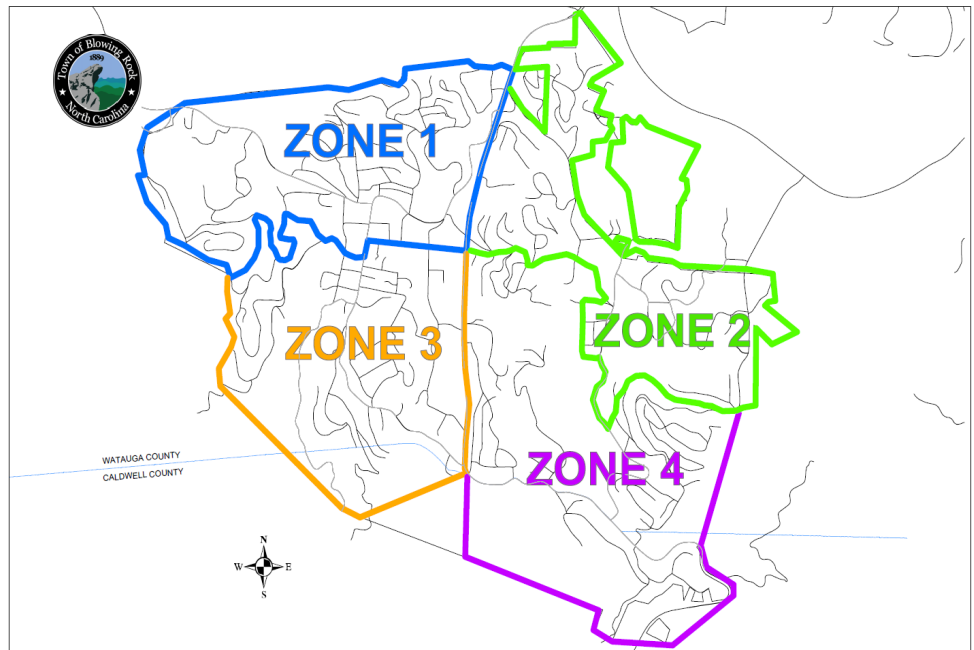 Town of Blowing Rock
1889
North Carolina
ZONE 1
ZONE 2
ZONE 3
ZONE 4
WATAUGA COUNTY
CALDWELL COUNTY
N
W E
S